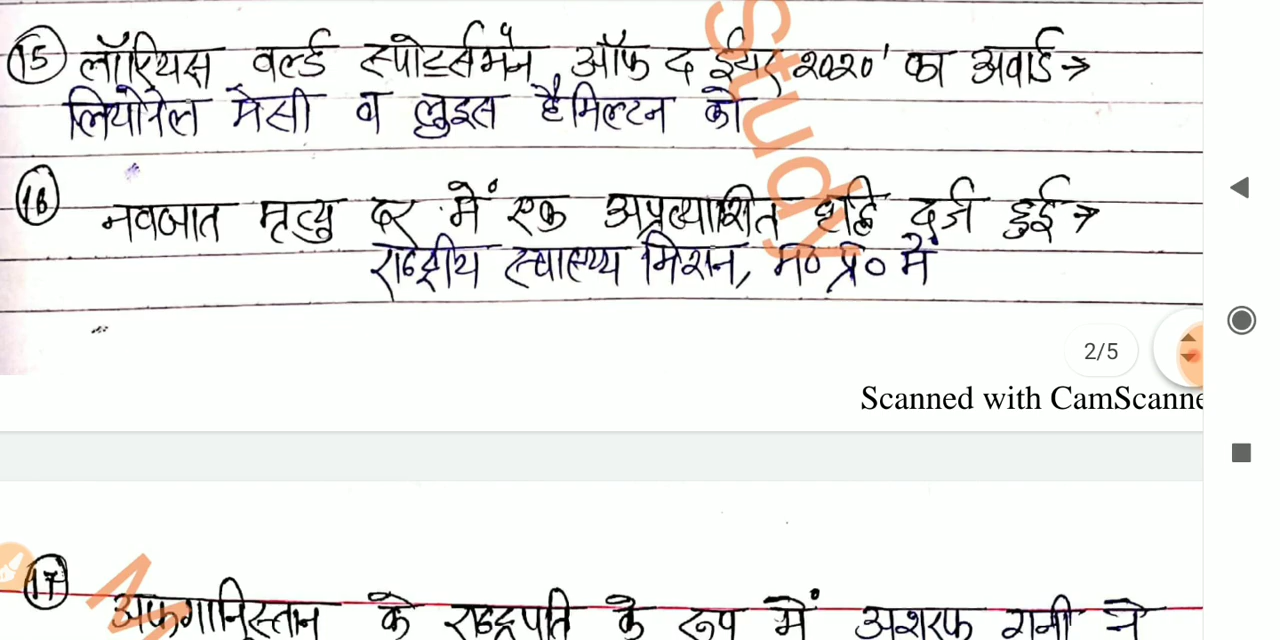 15 लॉरियस वर्ल्ड स्पोर्ट्समैन ऑफ द ईयर 2020' का अवार्ड →
लियोनेल मेसी व लुइस हैमिल्टन को
Study
16 नवजात मृत्यु दर में एक अप्रत्याशित वृद्धि दर्ज हुई →
राष्ट्रीय स्वास्थ्य मिशन, म० प्र० में
2/5
Scanned with CamScanne
17 अफगानिस्तान के राष्ट्रपति के रूप में अशरफ गनी ने